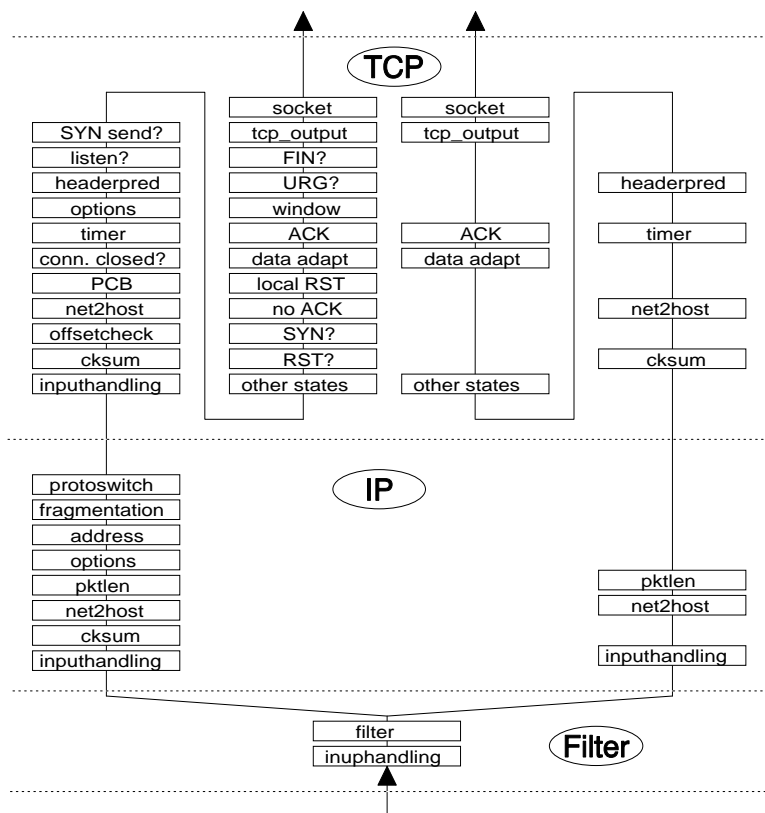 TCP
socket
tcp_output
FIN?
URG?
window
ACK
data adapt
local RST
no ACK
SYN?
RST?
other states
socket
tcp_output
ACK
data adapt
other states
SYN send?
listen?
headerpred
options
timer
conn. closed?
PCB
net2host
offsetcheck
cksum
inputhandling
headerpred
timer
net2host
cksum
IP
protoswitch
fragmentation
address
options
pktlen
net2host
cksum
inputhandling
pktlen
net2host
inputhandling
filter
inuphandling
Filter